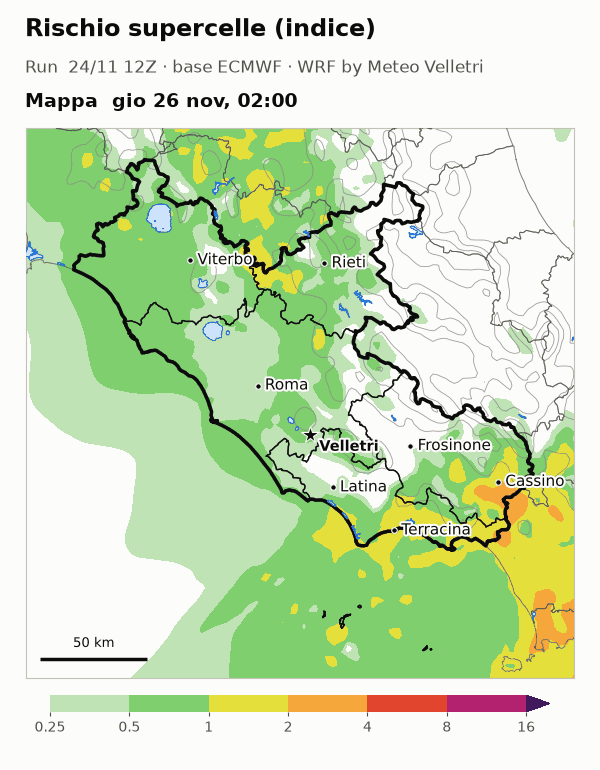 Rischio supercelle (indice)
Run  24/11 12Z · base ECMWF · WRF by Meteo Velletri
Mappa  gio 26 nov, 02:00
Viterbo
Rieti
Roma
Velletri
Frosinone
Latina
Cassino
Terracina
50 km
0.25 0.5 1 2 4 8 16